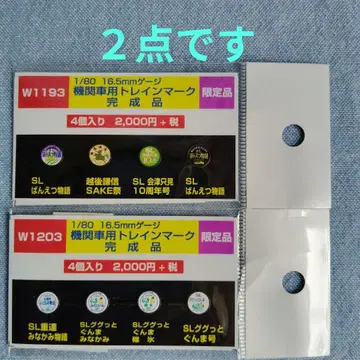 ２点です
W1193
1/80 16.5mmゲージ
機関車用トレインマーク
完成品
限定品
4個入り 2,000円+税
SL
ばんえつ物語
越後謙信
SAKE祭
SL 会津只見
10周年号
SL
ばんえつ物語
W1203
1/80 16.5mmゲージ
機関車用トレインマーク
完成品
限定品
4個入り 2,000円+税
SL重連
みなかみ物語
SLググっと
ぐんま
みなかみ
SLググっと
ぐんま
碓氷
SLググっと
ぐんま号